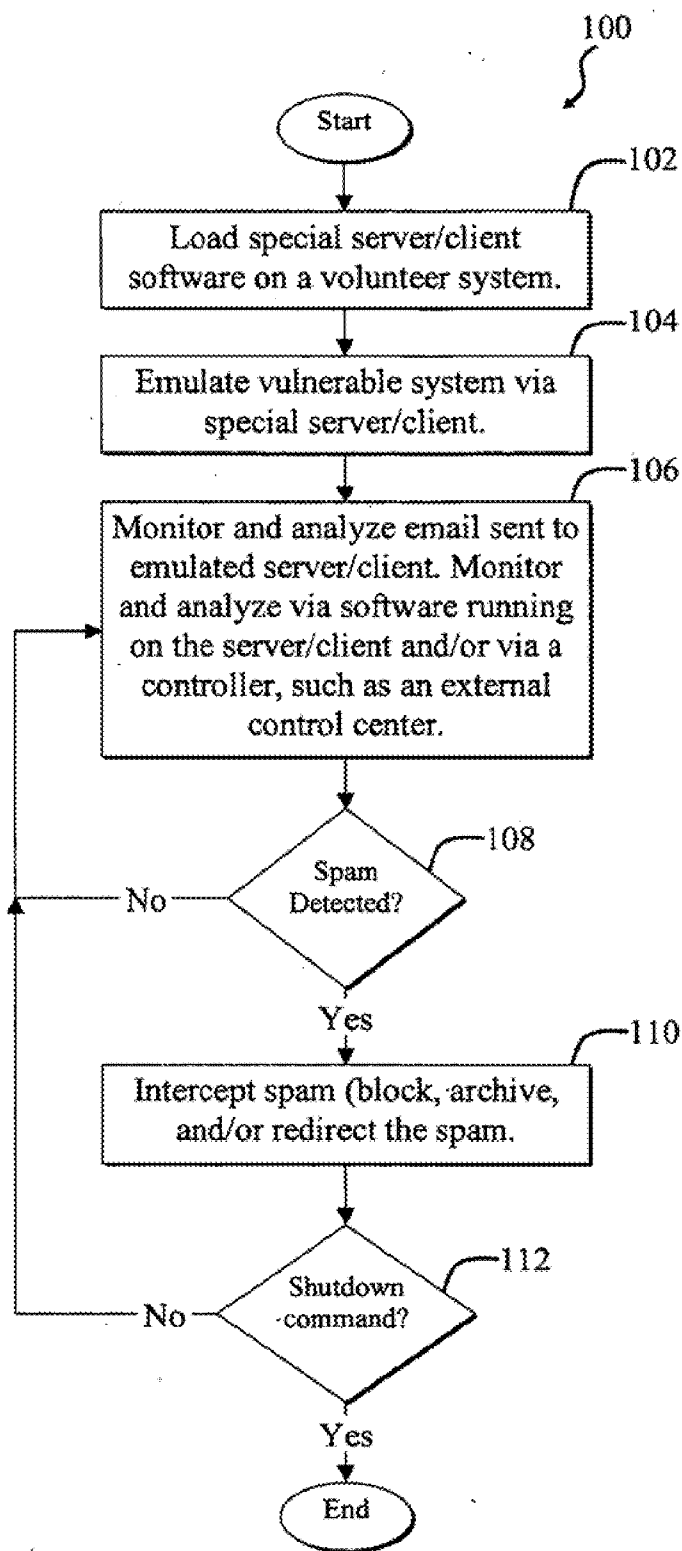 100
Start
102
Load special server/client
software on a volunteer system.
104
Emulate vulnerable system via
special server/client.
106
Monitor and analyze email sent to
emulated server/client. Monitor
and analyze via software running
on the server/client and/or via a
controller, such as an external
control center.
108
Spam
Detected?
No
Yes
110
Intercept spam (block, archive,
and/or redirect the spam.
112
Shutdown
command?
No
Yes
End